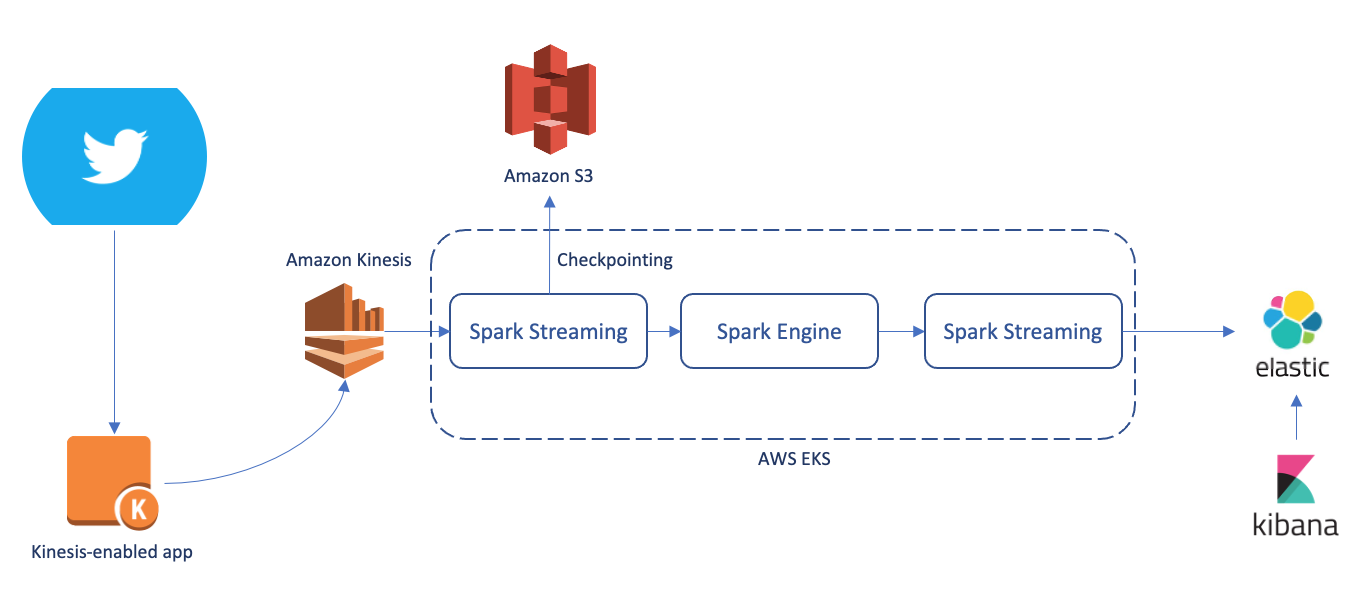 Amazon S3
Amazon Kinesis
Checkpointing
Spark Streaming
Spark Engine
Spark Streaming
elastic
AWS EKS
K
Kinesis-enabled app
kibana